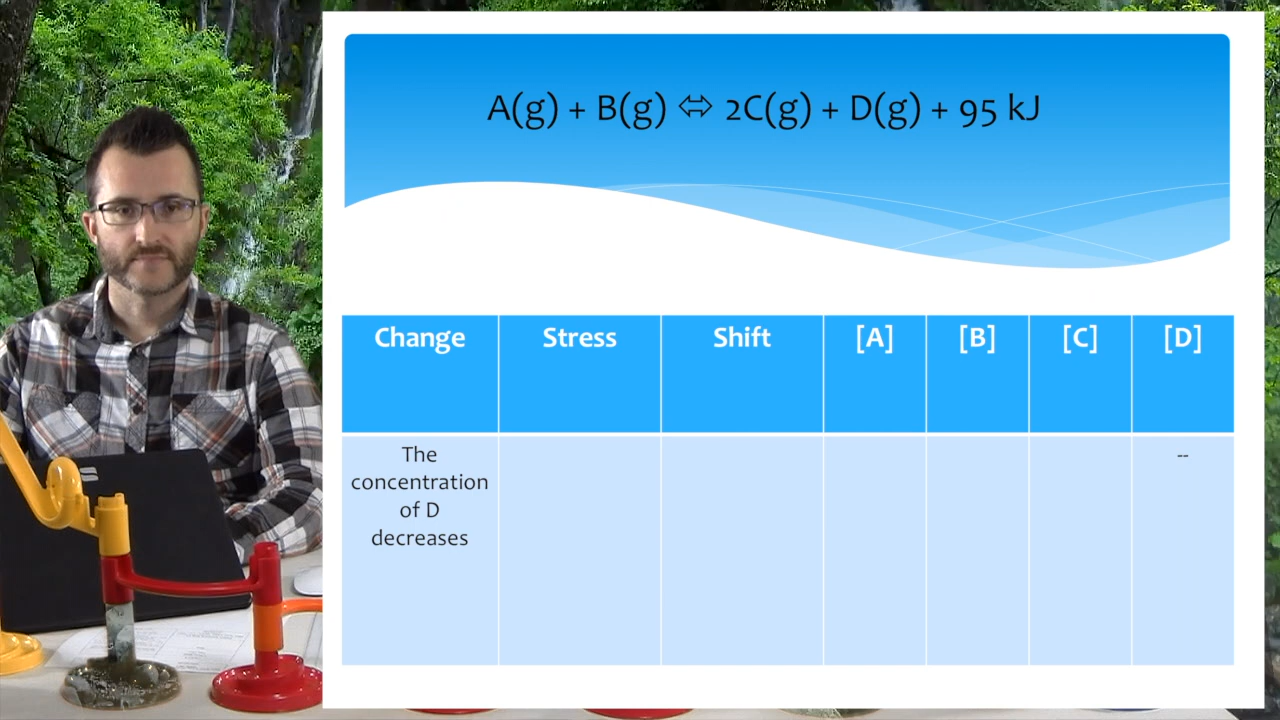 A(g) + B(g) ⬄ 2C(g) + D(g) + 95 kJ
Change Stress Shift [A] [B] [C] [D]
The
concentration
of D
decreases
--